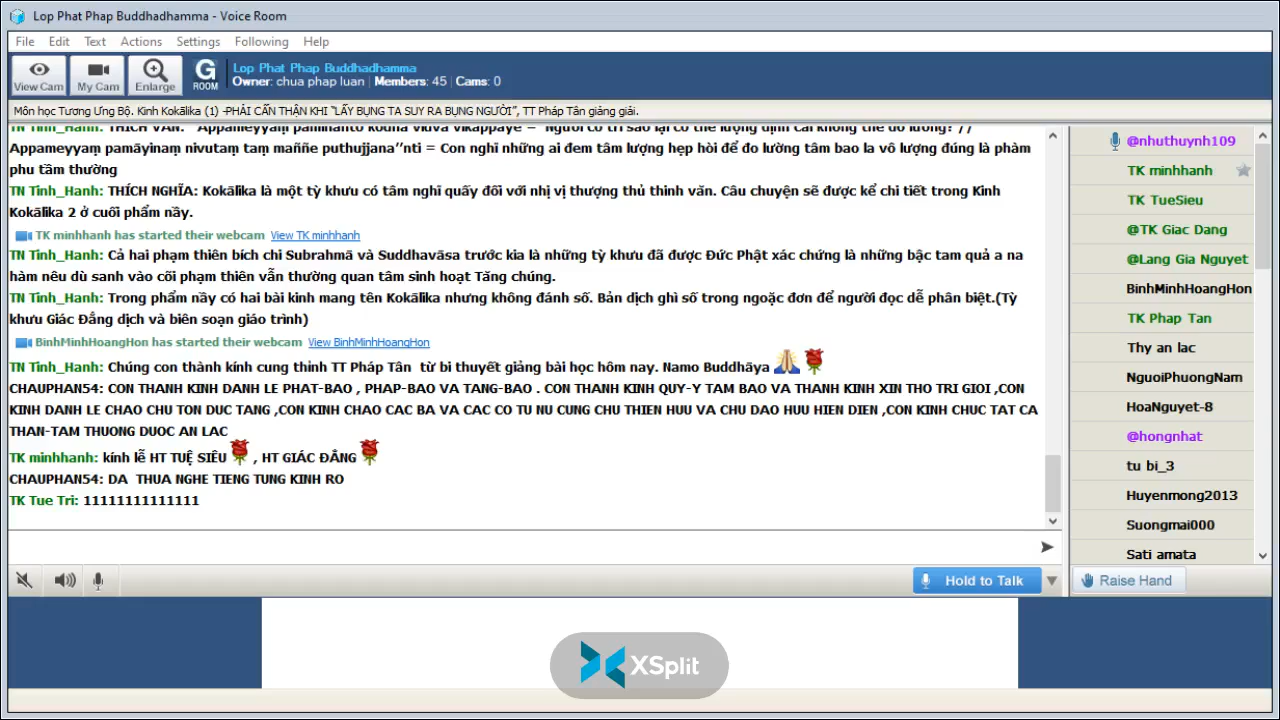 Lop Phat Phap Buddhadhamma - Voice Room
File Edit Text Actions Settings Following Help
View Cam My Cam Enlarge G ROOM
Lop Phat Phap Buddhadhamma
Owner: chua phap luan | Members: 45 | Cams: 0
Môn học Tương Ưng Bộ. Kinh Kokālika (1) -PHẢI CẨN THẬN KHI "LẤY BỤNG TA SUY RA BỤNG NGƯỜI", TT Pháp Tân giảng giải.
TN Tinh_Hanh: THÍCH VĂN:
Appameyyaṃ pamāyinaṃ nivutaṃ taṃ maññe puthujjana''nti = Con nghĩ những ai đem tâm lượng hẹp hòi để đo lường tâm bao la vô lượng đúng là phàm
phu tầm thường
TN Tinh_Hanh: THÍCH NGHĨA: Kokālika là một tỳ khưu có tâm nghĩ quấy đối với nhị vị thượng thủ thinh văn. Câu chuyện sẽ được kể chi tiết trong Kinh
Kokālika 2 ở cuối phẩm nầy.
TK minhhanh has started their webcam View TK minhhanh
TN Tinh_Hanh: Cả hai phạm thiên bích chi Subrahmā và Suddhavāsa trước kia là những tỳ khưu đã được Đức Phật xác chứng là những bậc tam quả a na
hàm nêu dù sanh vào cõi phạm thiên vẫn thường quan tâm sinh hoạt Tăng chúng.
TN Tinh_Hanh: Trong phẩm nầy có hai bài kinh mang tên Kokālika nhưng không đánh số. Bản dịch ghi số trong ngoặc đơn để người đọc dễ phân biệt.(Tỳ
khưu Giác Đẳng dịch và biên soạn giáo trình)
BinhMinhHoangHon has started their webcam View BinhMinhHoangHon
TN Tinh_Hanh: Chúng con thành kính cung thỉnh TT Pháp Tân từ bi thuyết giảng bài học hôm nay. Namo Buddhāya
CHAUPHAN54: CON THANH KINH DANH LE PHAT-BAO , PHAP-BAO VA TANG-BAO . CON THANH KINH QUY-Y TAM BAO VA THANH KINH XIN THO TRI GIOI ,CON
KINH DANH LE CHAO CHU TON DUC TANG ,CON KINH CHAO CAC BA VA CAC CO TU NU CUNG CHU THIEN HUU VA CHU DAO HUU HIEN DIEN ,CON KINH CHUC TAT CA
THAN-TAM THUONG DUOC AN LAC
TK minhhanh: kính lễ HT TUỆ SIÊU , HT GIÁC ĐẲNG
CHAUPHAN54: DA THUA NGHE TIENG TUNG KINH RO
TK Tue Tri: 11111111111111
@nhuthuynh109
TK minhhanh
TK TueSieu
@TK Giac Dang
@Lang Gia Nguyet
BinhMinhHoangHon
TK Phap Tan
Thy an lac
NguoiPhuongNam
HoaNguyet-8
@hongnhat
tu bi_3
Huyenmong2013
Suongmai000
Sati amata
Hold to Talk
Raise Hand
XSplit